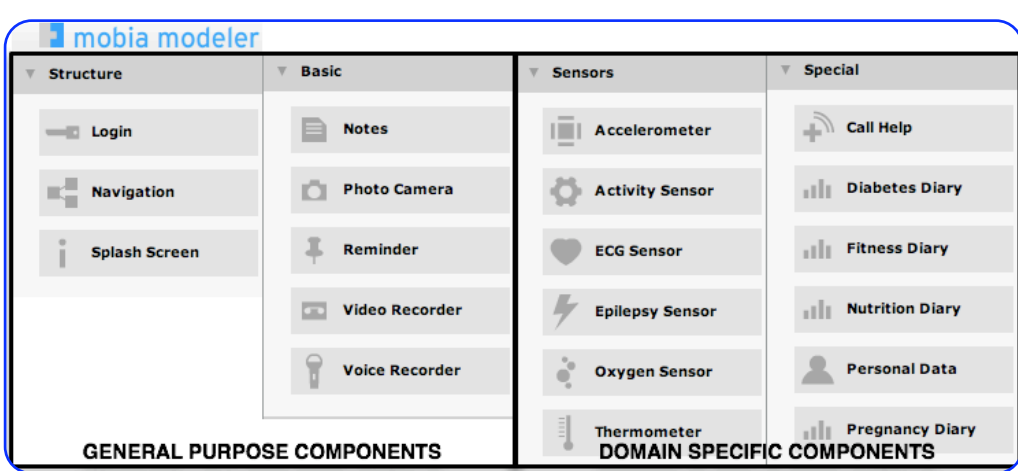 mobia modeler
Structure
Login
Navigation
Splash Screen
Basic
Notes
Photo Camera
Reminder
Video Recorder
Voice Recorder
GENERAL PURPOSE COMPONENTS
Sensors
Accelerometer
Activity Sensor
ECG Sensor
Epilepsy Sensor
Oxygen Sensor
Thermometer
Special
Call Help
Diabetes Diary
Fitness Diary
Nutrition Diary
Personal Data
Pregnancy Diary
DOMAIN SPECIFIC COMPONENTS